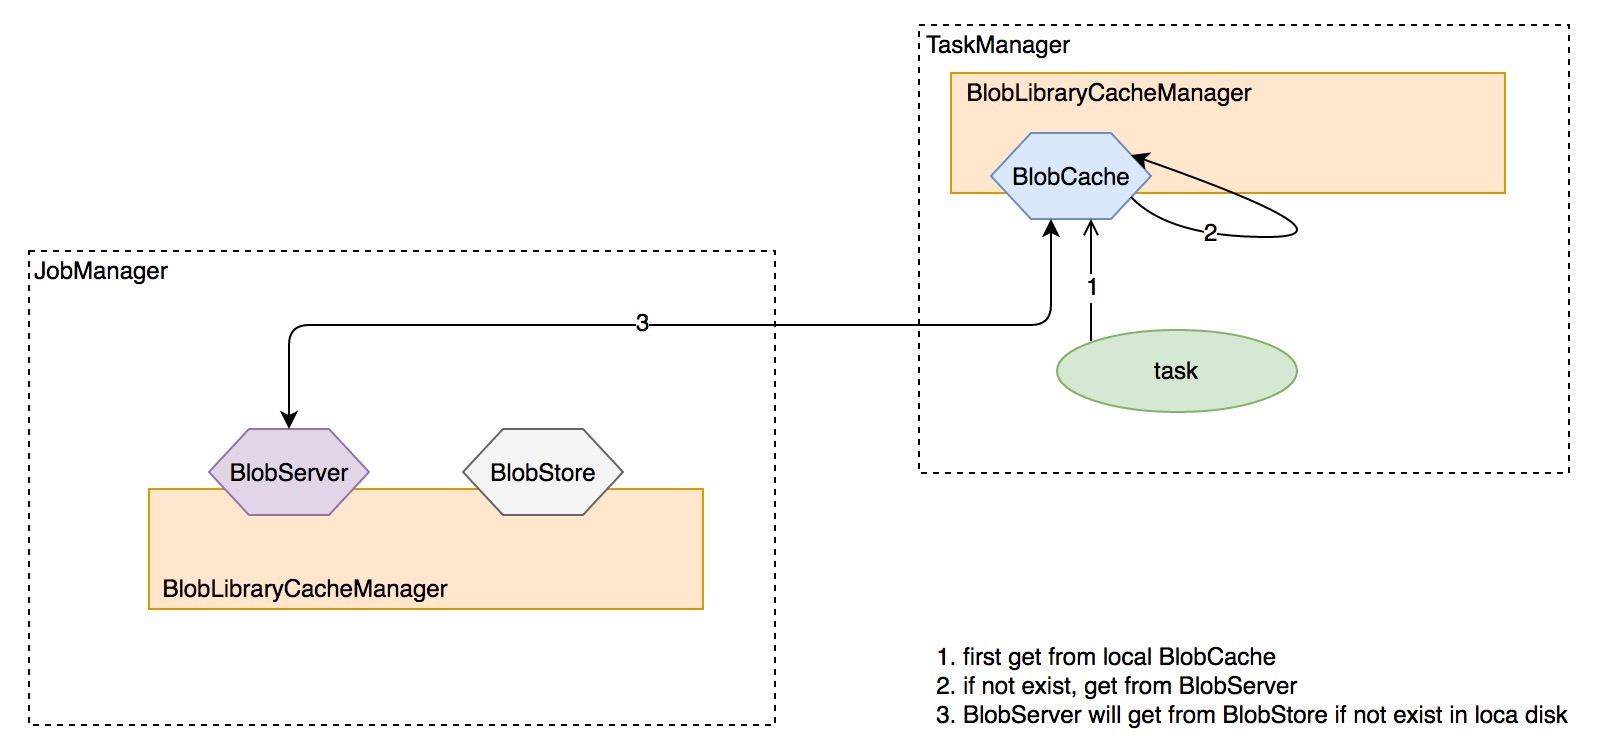 TaskManager
BlobLibraryCacheManager
BlobCache
2
1
task
JobManager
3
BlobServer
BlobStore
BlobLibraryCacheManager
1. first get from local BlobCache
2. if not exist, get from BlobServer
3. BlobServer will get from BlobStore if not exist in loca disk